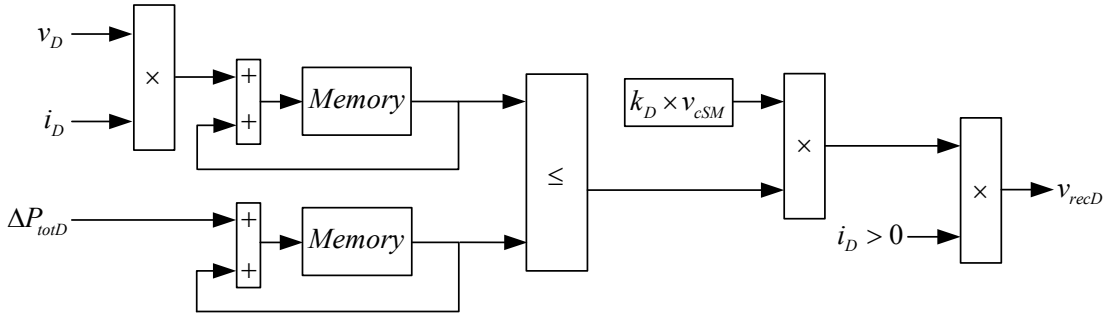 v_D
i_D
×
+
+
Memory
ΔP_totD
+
+
Memory
≤
k_D × v_cSM
×
i_D > 0
×
v_recD